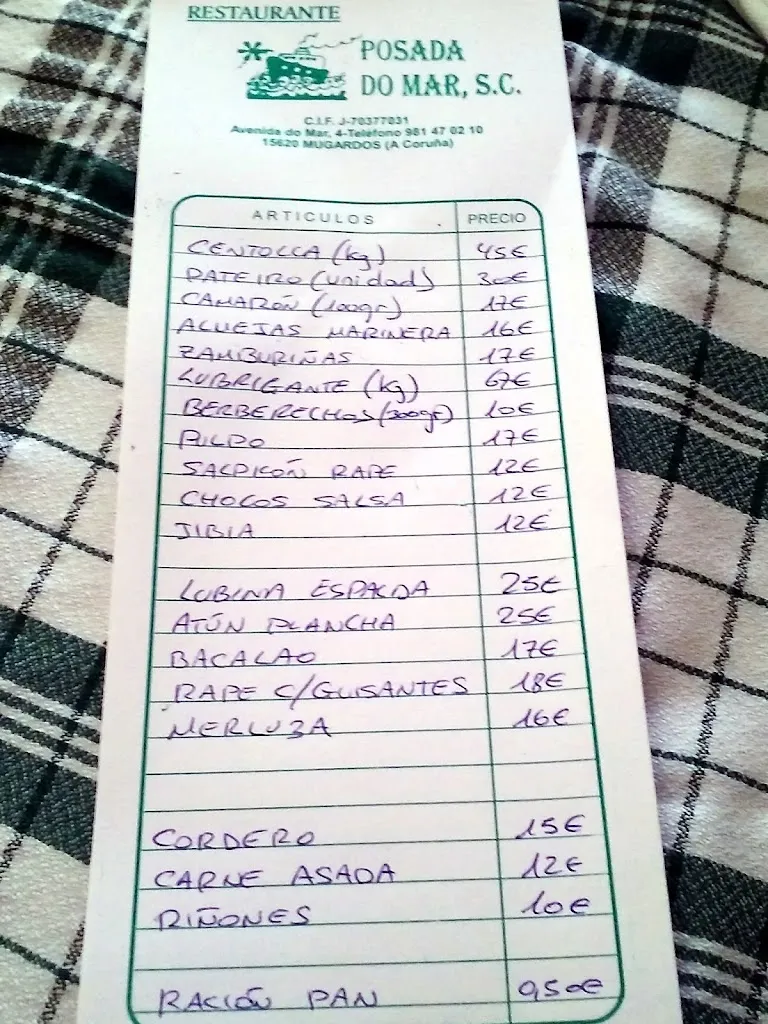 RESTAURANTE
POSADA
DO MAR, S.C.
C.I.F. J-70377031
Avenida do Mar, 4-Teléfono 981 47 02 10
15620 MUGARDOS (A Coruña)
ARTICULOS PRECIO
CENTOLLA (kg) 45€
PATEIRO (unidad) 30€
CAMARÓN (100gr) 17€
ALMEJAS MARINERA 16€
ZAMBURIÑAS 17€
LUBRIGANTE (kg) 67€
BERBERECHOS (300gr) 10€
PULPO 17€
SALPICÓN RAPE 12€
CHOCOS SALSA 12€
JIBIA 12€
LUBINA ESPALDA 25€
ATÚN PLANCHA 25€
BACALAO 17€
RAPE C/GUISANTES 18€
MERLUZA 16€
CORDERO 15€
CARNE ASADA 12€
RIÑONES 10€
RACIÓN PAN 0,50€